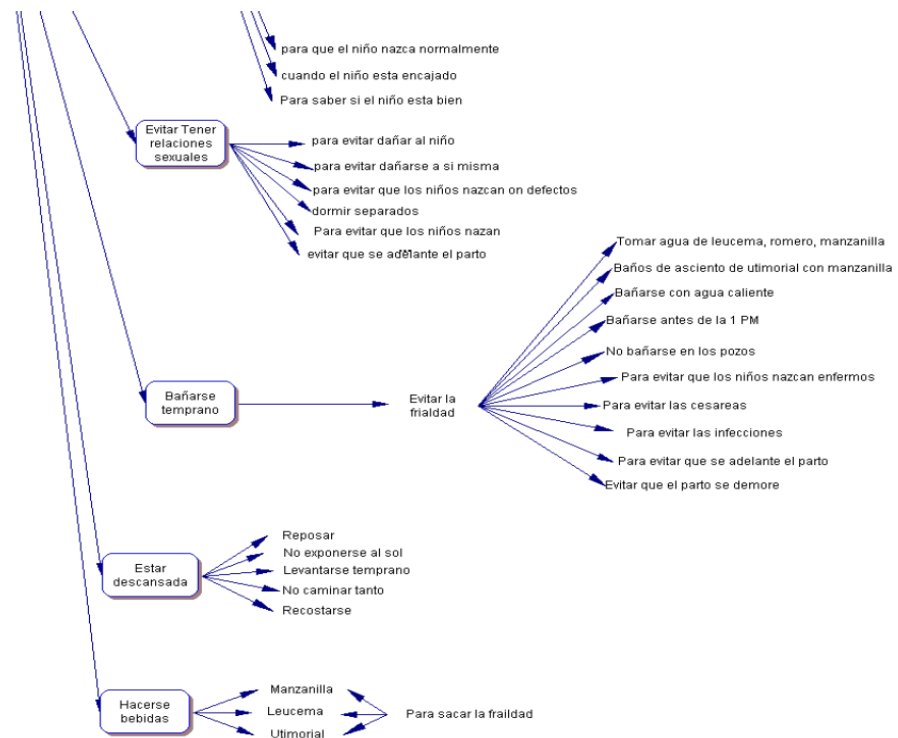 para que el niño nazca normalmente
cuando el niño esta encajado
Para saber si el niño esta bien
Evitar Tener
relaciones
sexuales
para evitar dañar al niño
para evitar dañarse a si misma
para evitar que los niños nazcan on defectos
dormir separados
Para evitar que los niños nazan
evitar que se adelante el parto
Bañarse
temprano
Evitar la
frialdad
Tomar agua de leucema, romero, manzanilla
Baños de asciento de utimorial con manzanilla
Bañarse con agua caliente
Bañarse antes de la 1 PM
No bañarse en los pozos
Para evitar que los niños nazcan enfermos
Para evitar las cesareas
Para evitar las infecciones
Para evitar que se adelante el parto
Evitar que el parto se demore
Estar
descansada
Reposar
No exponerse al sol
Levantarse temprano
No caminar tanto
Recostarse
Hacerse
bebidas
Manzanilla
Leucema
Utimorial
Para sacar la fraildad